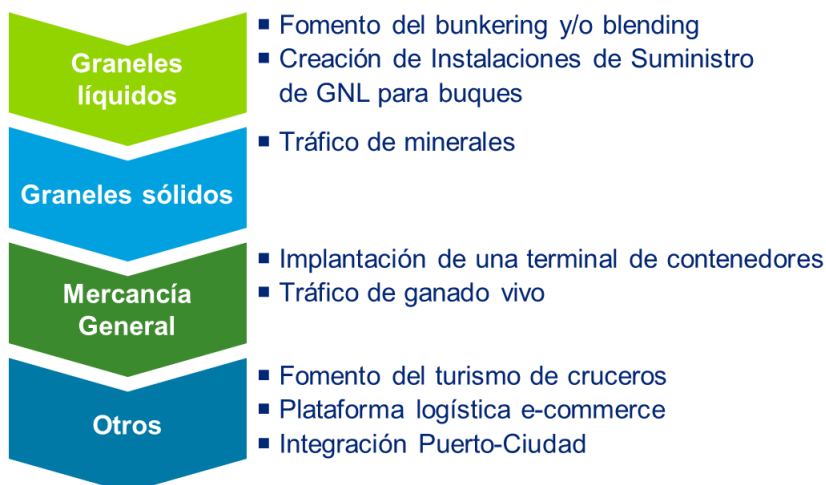 Graneles
líquidos
▪ Fomento del bunkering y/o blending
▪ Creación de Instalaciones de Suministro
de GNL para buques
Graneles sólidos
▪ Tráfico de minerales
Mercancía
General
▪ Implantación de una terminal de contenedores
▪ Tráfico de ganado vivo
Otros
▪ Fomento del turismo de cruceros
▪ Plataforma logística e-commerce
▪ Integración Puerto-Ciudad